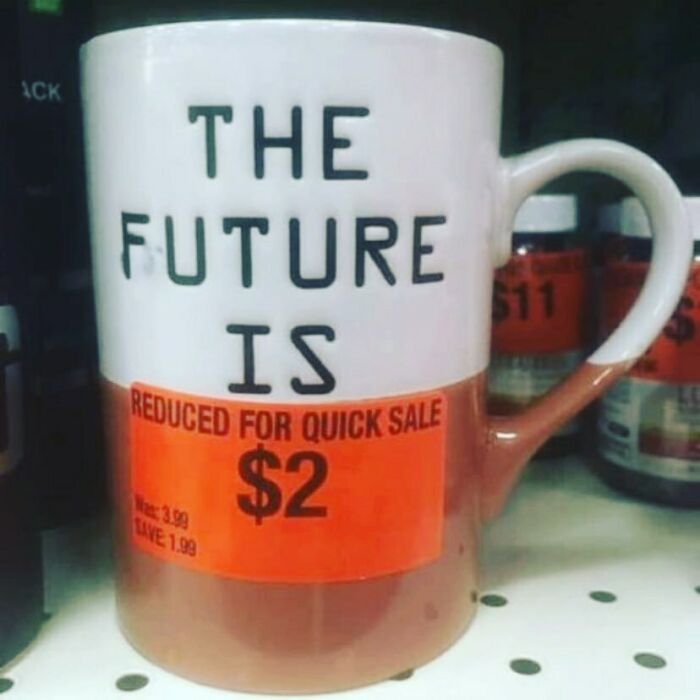 ACK
THE
FUTURE
IS
REDUCED FOR QUICK SALE
$2
Was: 3.99
SAVE 1.99
$11
$